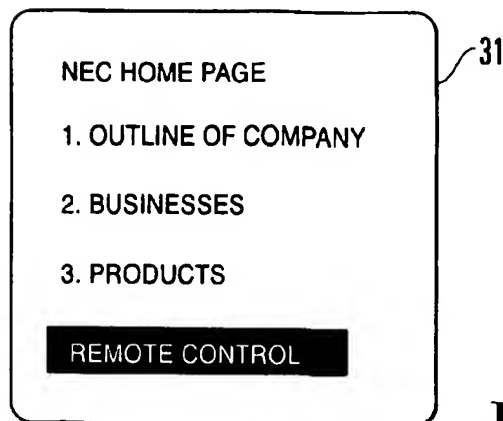 NEC HOME PAGE
31
1. OUTLINE OF COMPANY
2. BUSINESSES
3. PRODUCTS
REMOTE CONTROL